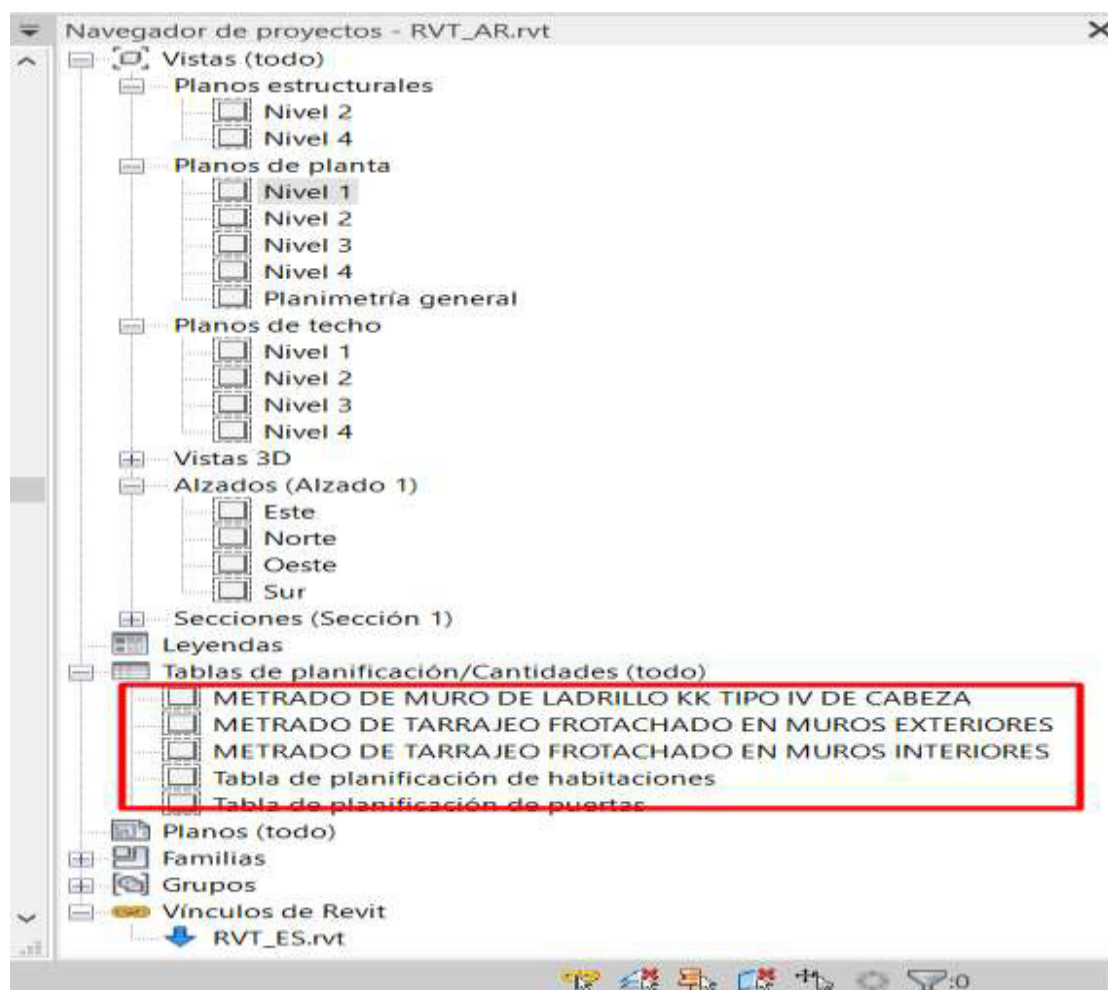 Navegador de proyectos - RVT_AR.rvt
Vistas (todo)
Planos estructurales
Nivel 2
Nivel 4
Planos de planta
Nivel 1
Nivel 2
Nivel 3
Nivel 4
Planimetría general
Planos de techo
Nivel 1
Nivel 2
Nivel 3
Nivel 4
Vistas 3D
Alzados (Alzado 1)
Este
Norte
Oeste
Sur
Secciones (Sección 1)
Leyendas
Tablas de planificación/Cantidades (todo)
METRADO DE MURO DE LADRILLO KK TIPO IV DE CABEZA
METRADO DE TARRAJEO FROTACHADO EN MUROS EXTERIORES
METRADO DE TARRAJEO FROTACHADO EN MUROS INTERIORES
Tabla de planificación de habitaciones
Tabla de planificación de puertas
Planos (todo)
Familias
Grupos
Vínculos de Revit
RVT_ES.rvt
:0